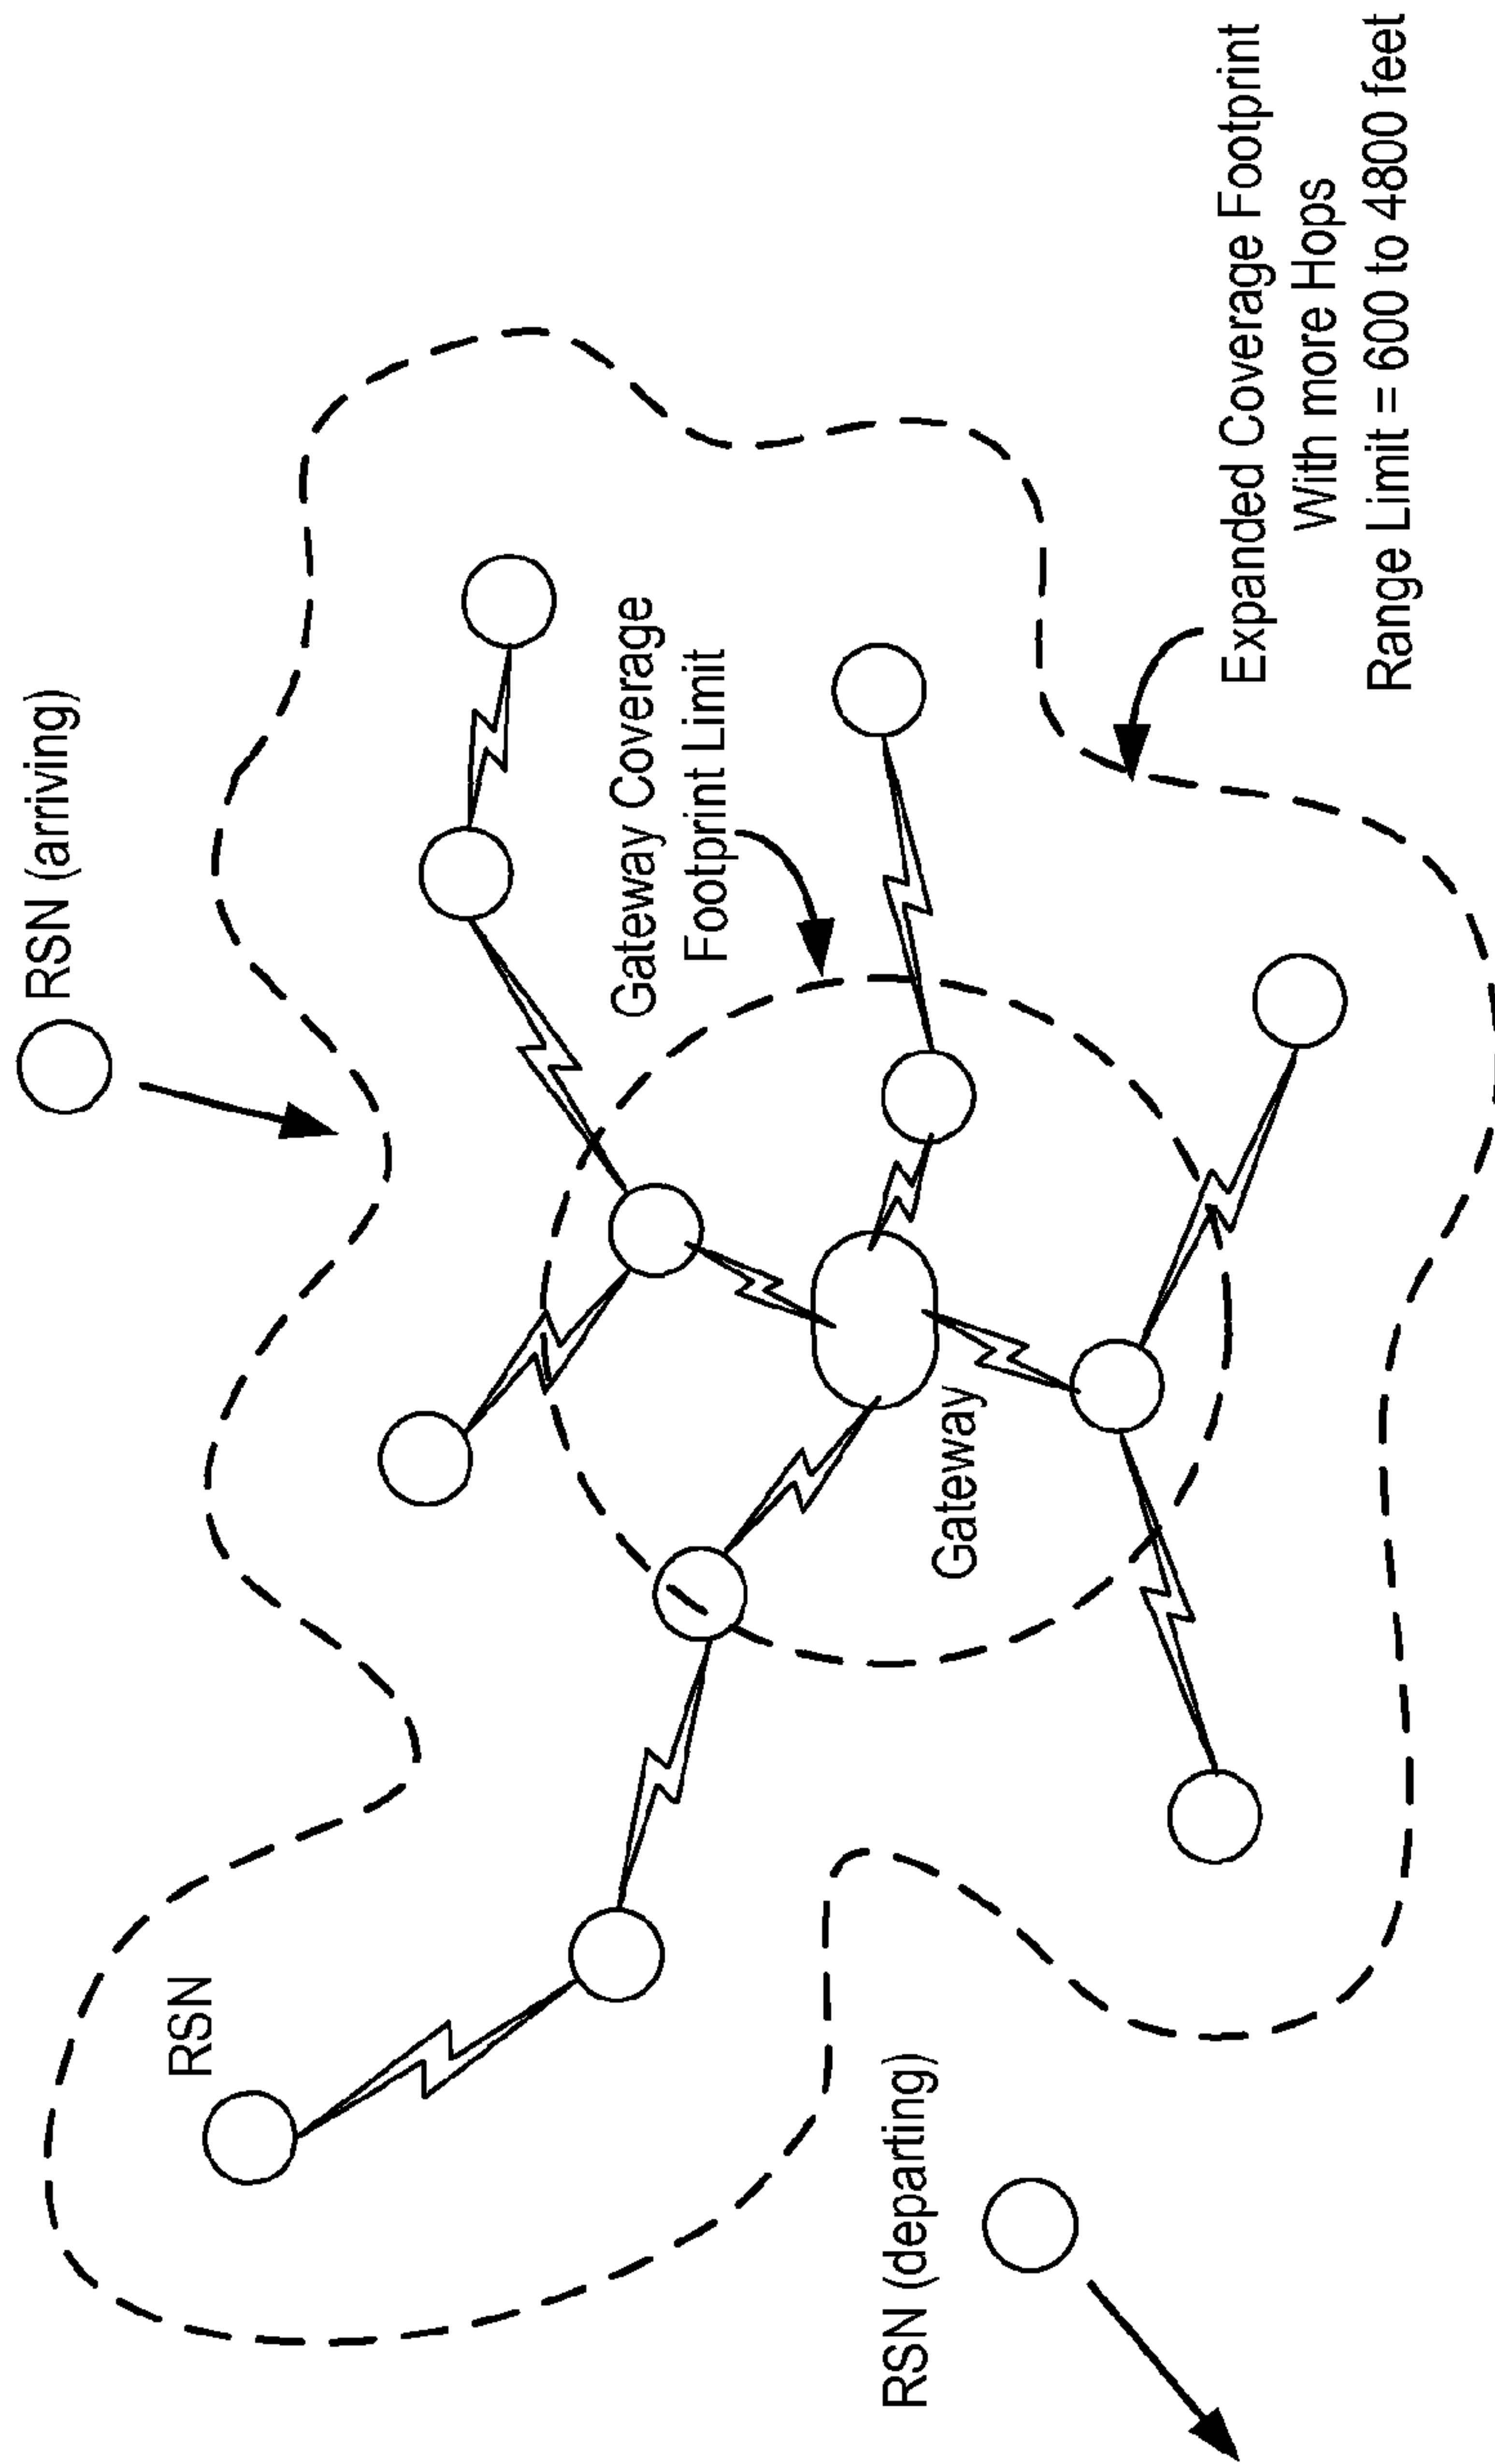 RSN (arriving)
RSN
Gateway Coverage
Footprint Limit
Gateway
RSN (departing)
Expanded Coverage Footprint
With more Hops
Range Limit = 600 to 4800 feet